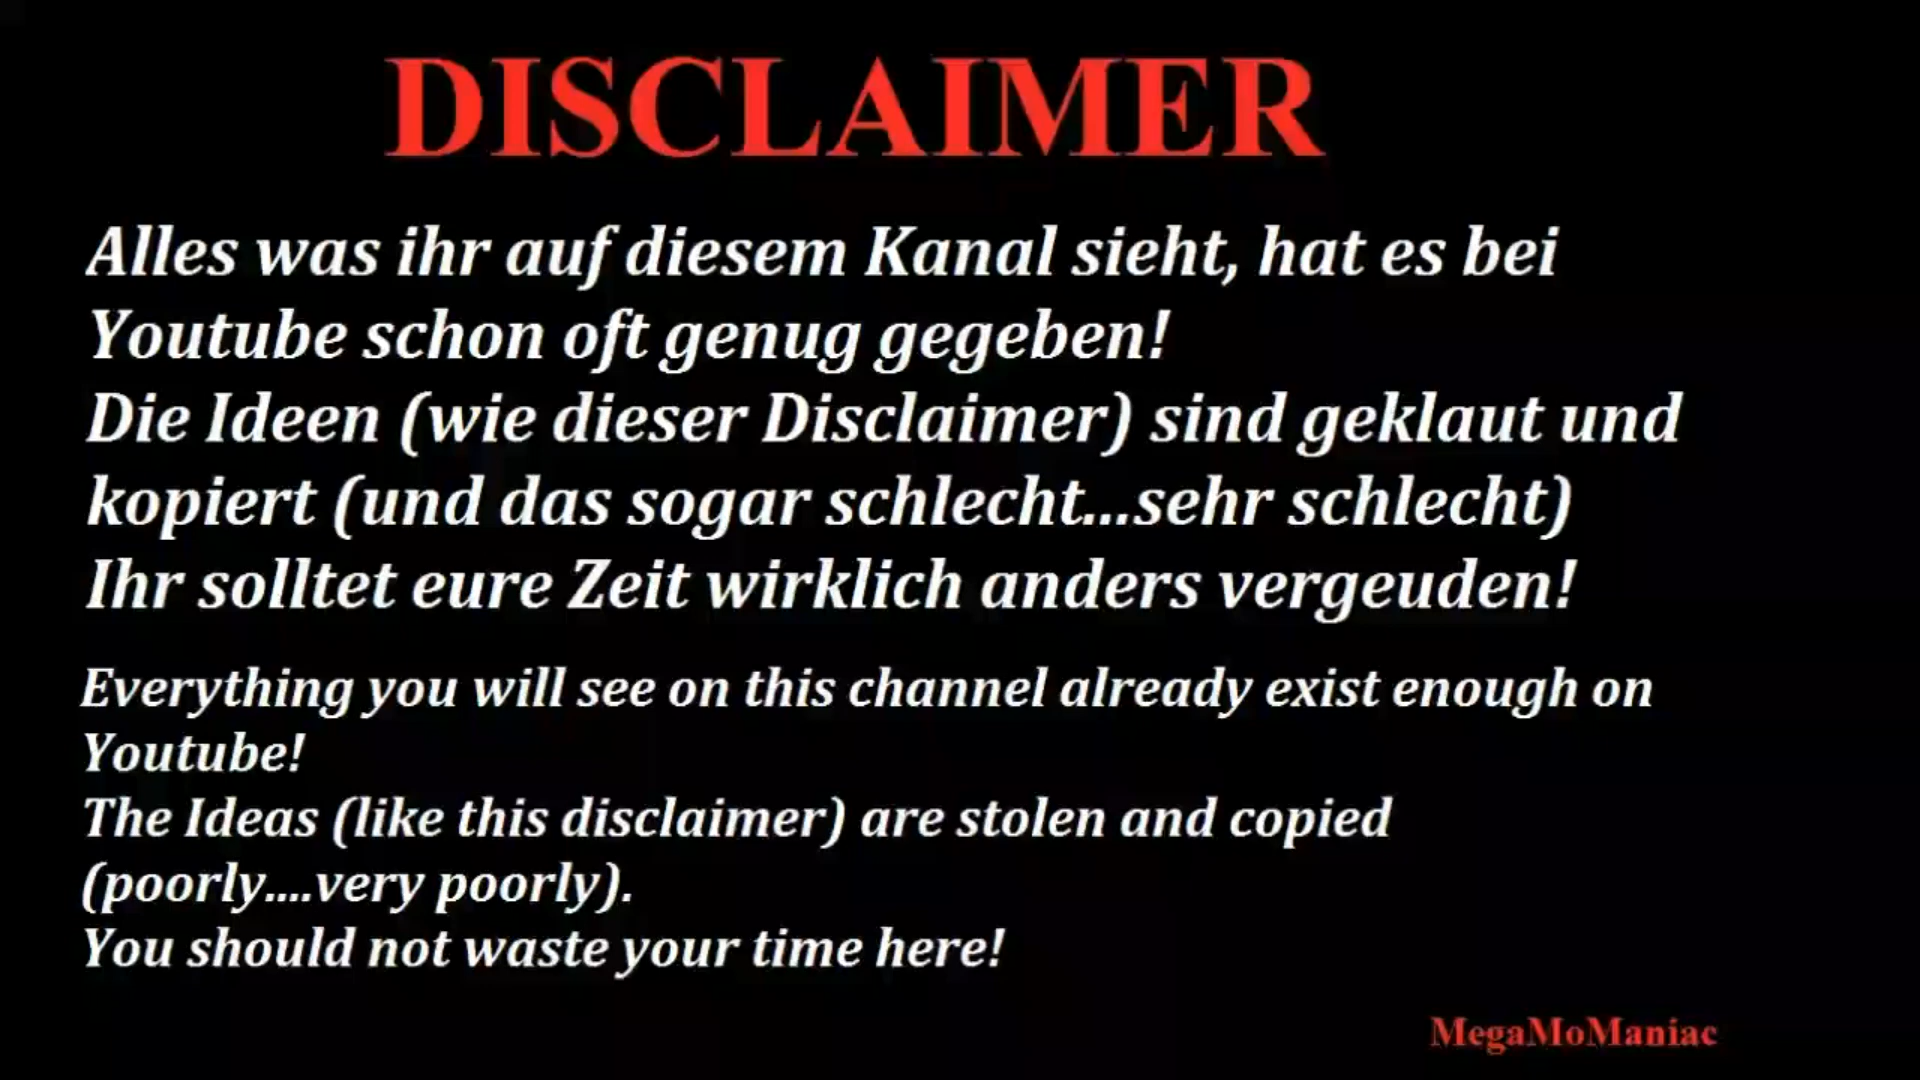 DISCLAIMER
Alles was ihr auf diesem Kanal sieht, hat es bei
Youtube schon oft genug gegeben!
Die Ideen (wie dieser Disclaimer) sind geklaut und
kopiert (und das sogar schlecht...sehr schlecht)
Ihr solltet eure Zeit wirklich anders vergeuden!
Everything you will see on this channel already exist enough on
Youtube!
The Ideas (like this disclaimer) are stolen and copied
(poorly....very poorly).
You should not waste your time here!
MegaMoManiac